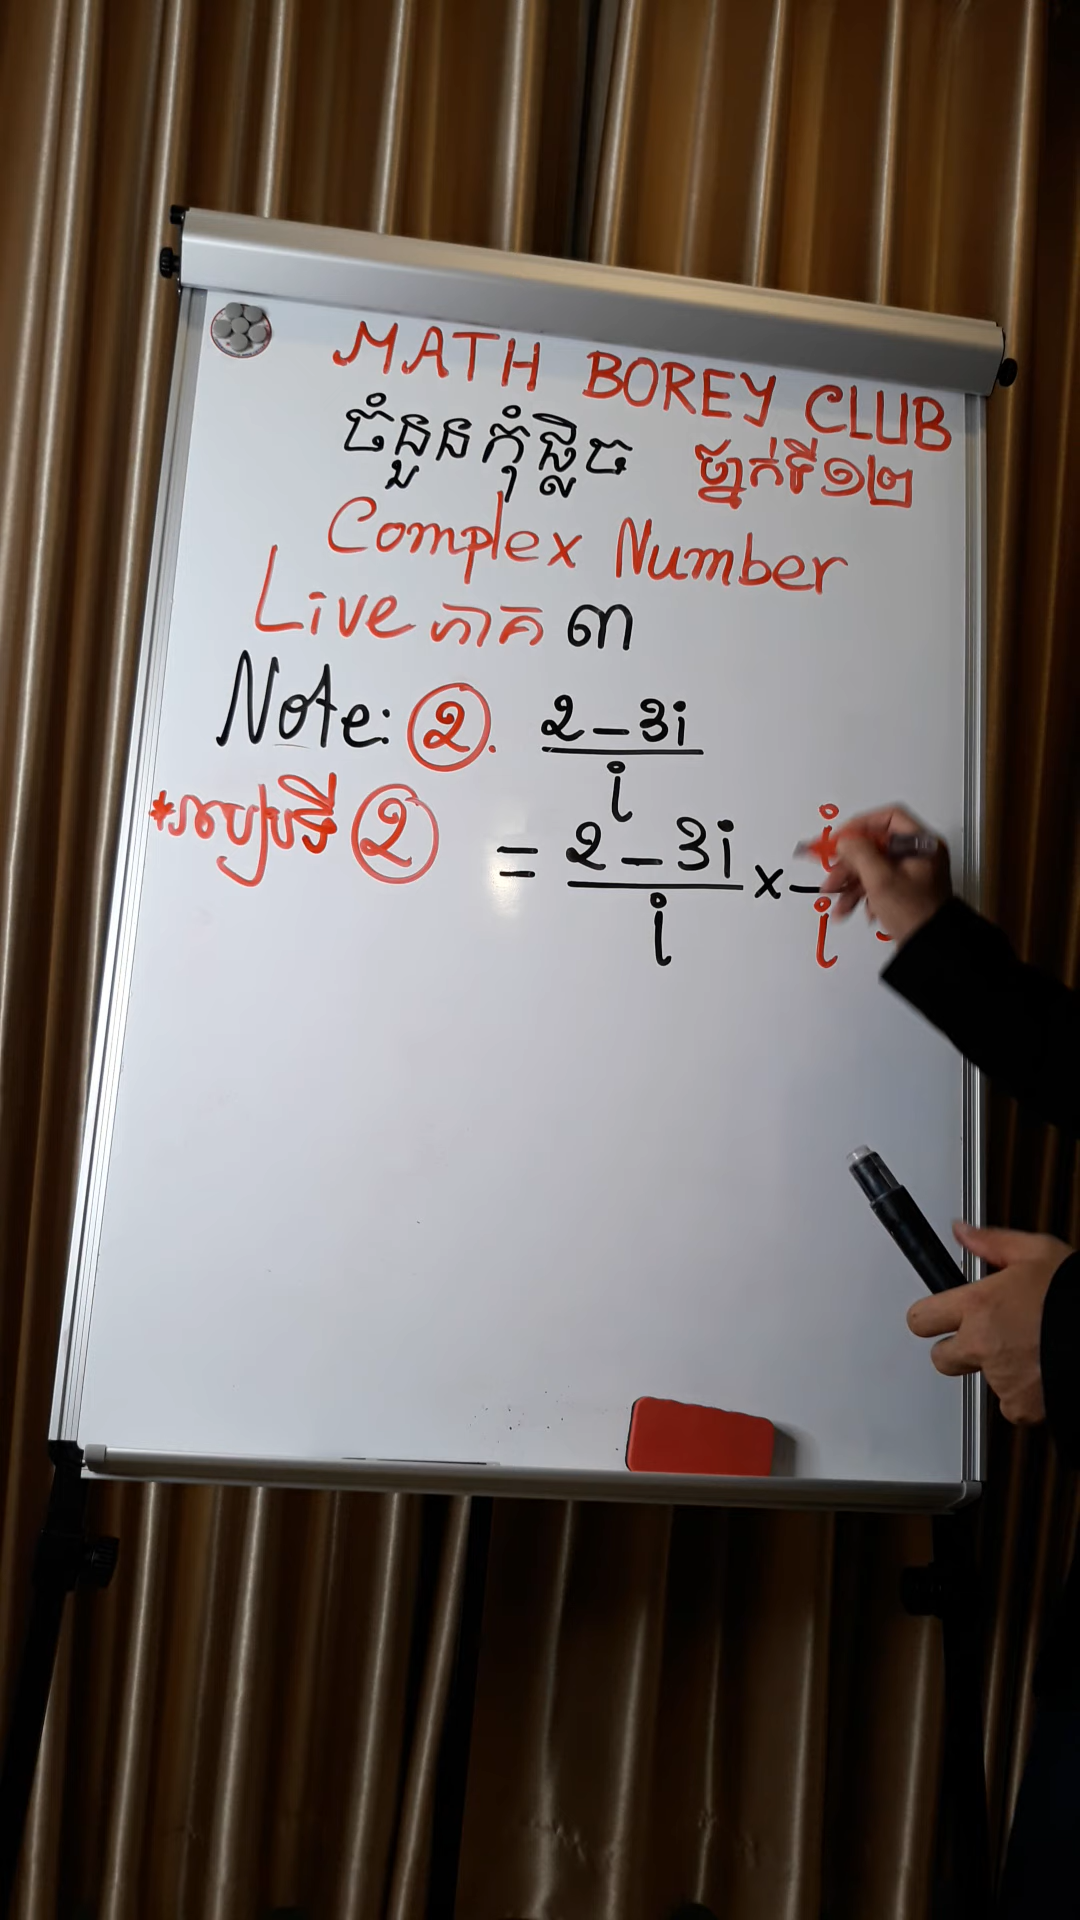 MATH BOREY CLUB
ចំនួនកុំផ្លិច ថ្នាក់ទី១២
Complex Number
Live ភាគ ៣
Note: ②. 2-3i/i
*របៀបទី ② = 2-3i/i × i/i